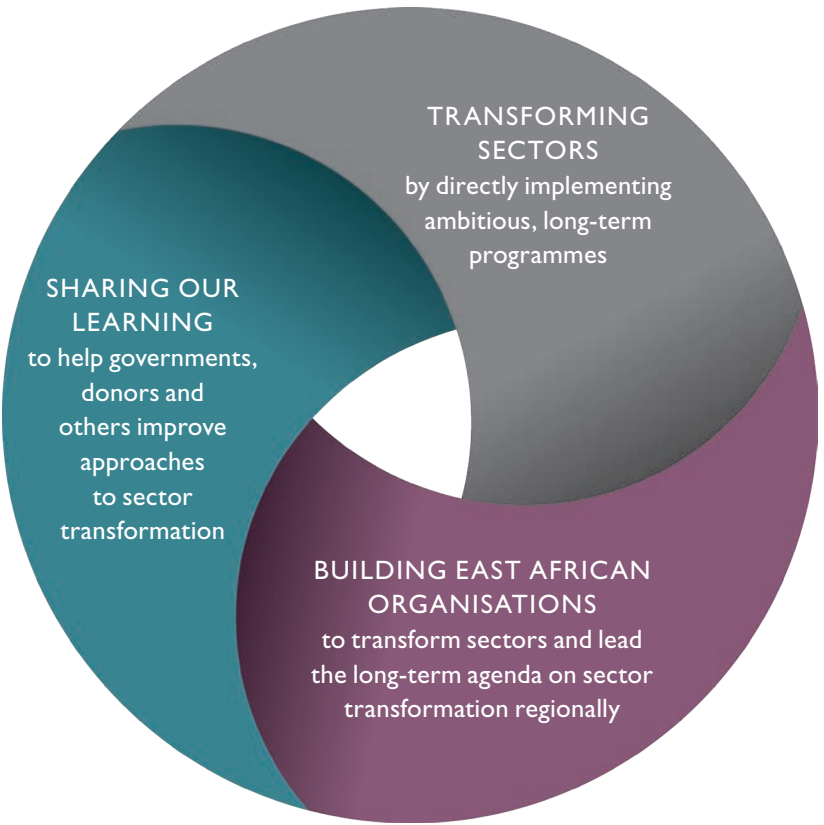 TRANSFORMING
SECTORS
by directly implementing
ambitious, long-term
programmes
SHARING OUR
LEARNING
to help governments,
donors and
others improve
approaches
to sector
transformation
BUILDING EAST AFRICAN
ORGANISATIONS
to transform sectors and lead
the long-term agenda on sector
transformation regionally